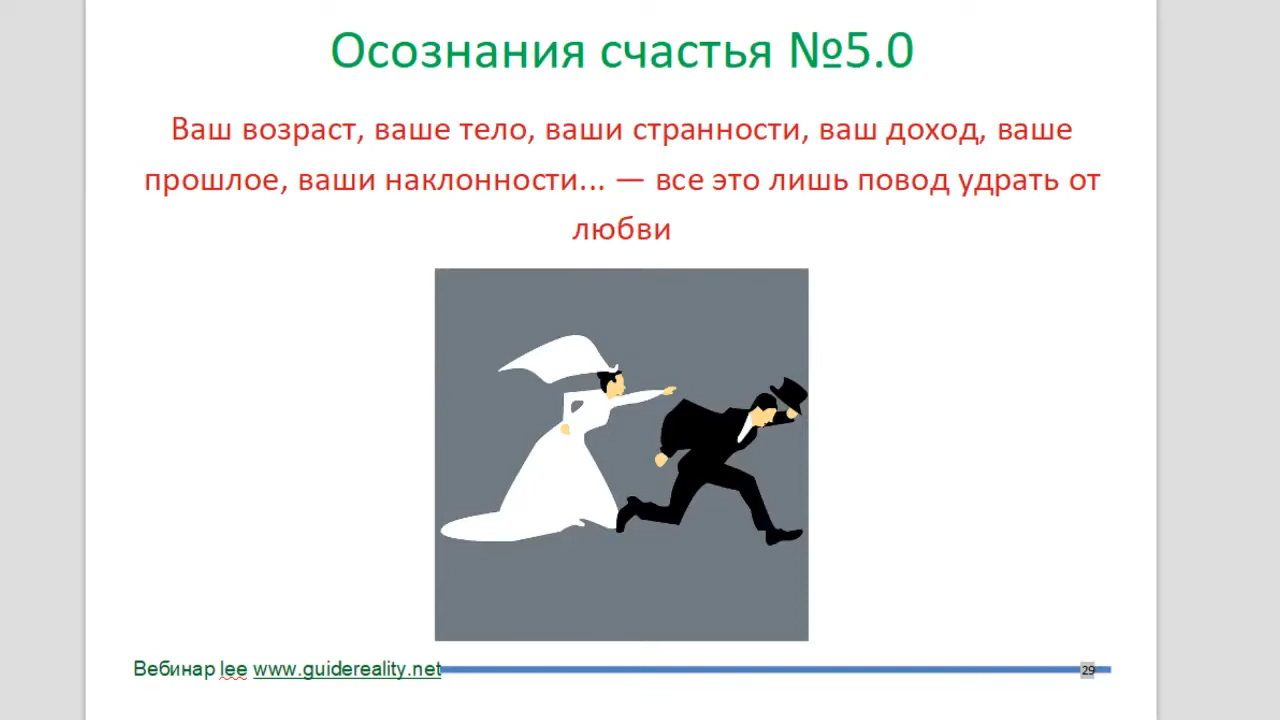 Осознания счастья №5.0
Ваш возраст, ваше тело, ваши странности, ваш доход, ваше
прошлое, ваши наклонности... — все это лишь повод удрать от
любви
Вебинар lee www.guidereality.net
29